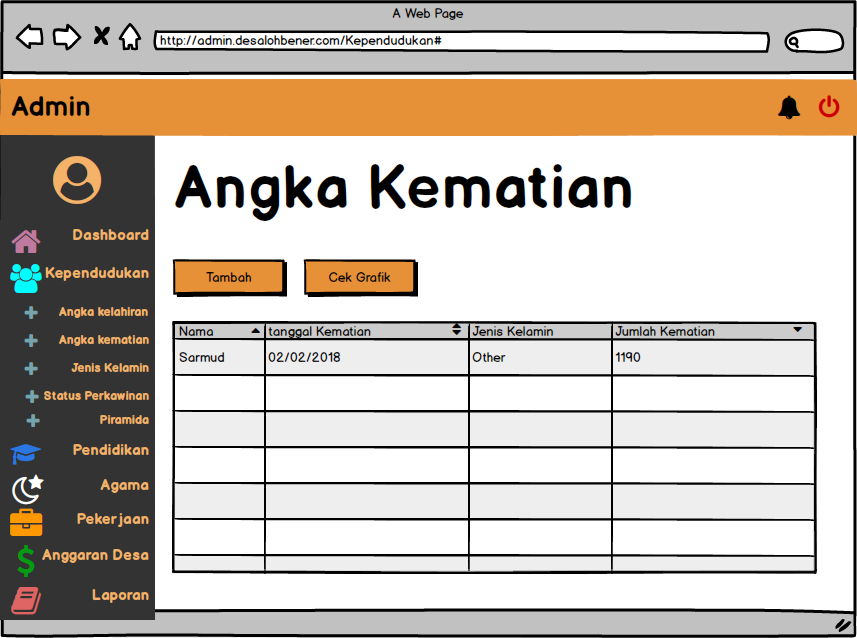 A Web Page
http://admin.desalohbener.com/Kependudukan#
Admin
Angka Kematian
Dashboard
Kependudukan
Angka kelahiran
Angka kematian
Jenis Kelamin
Status Perkawinan
Piramida
Pendidikan
Agama
Pekerjaan
Anggaran Desa
Laporan
Tambah Cek Grafik
Nama tanggal Kematian Jenis Kelamin Jumlah Kematian
Sarmud 02/02/2018 Other 1190